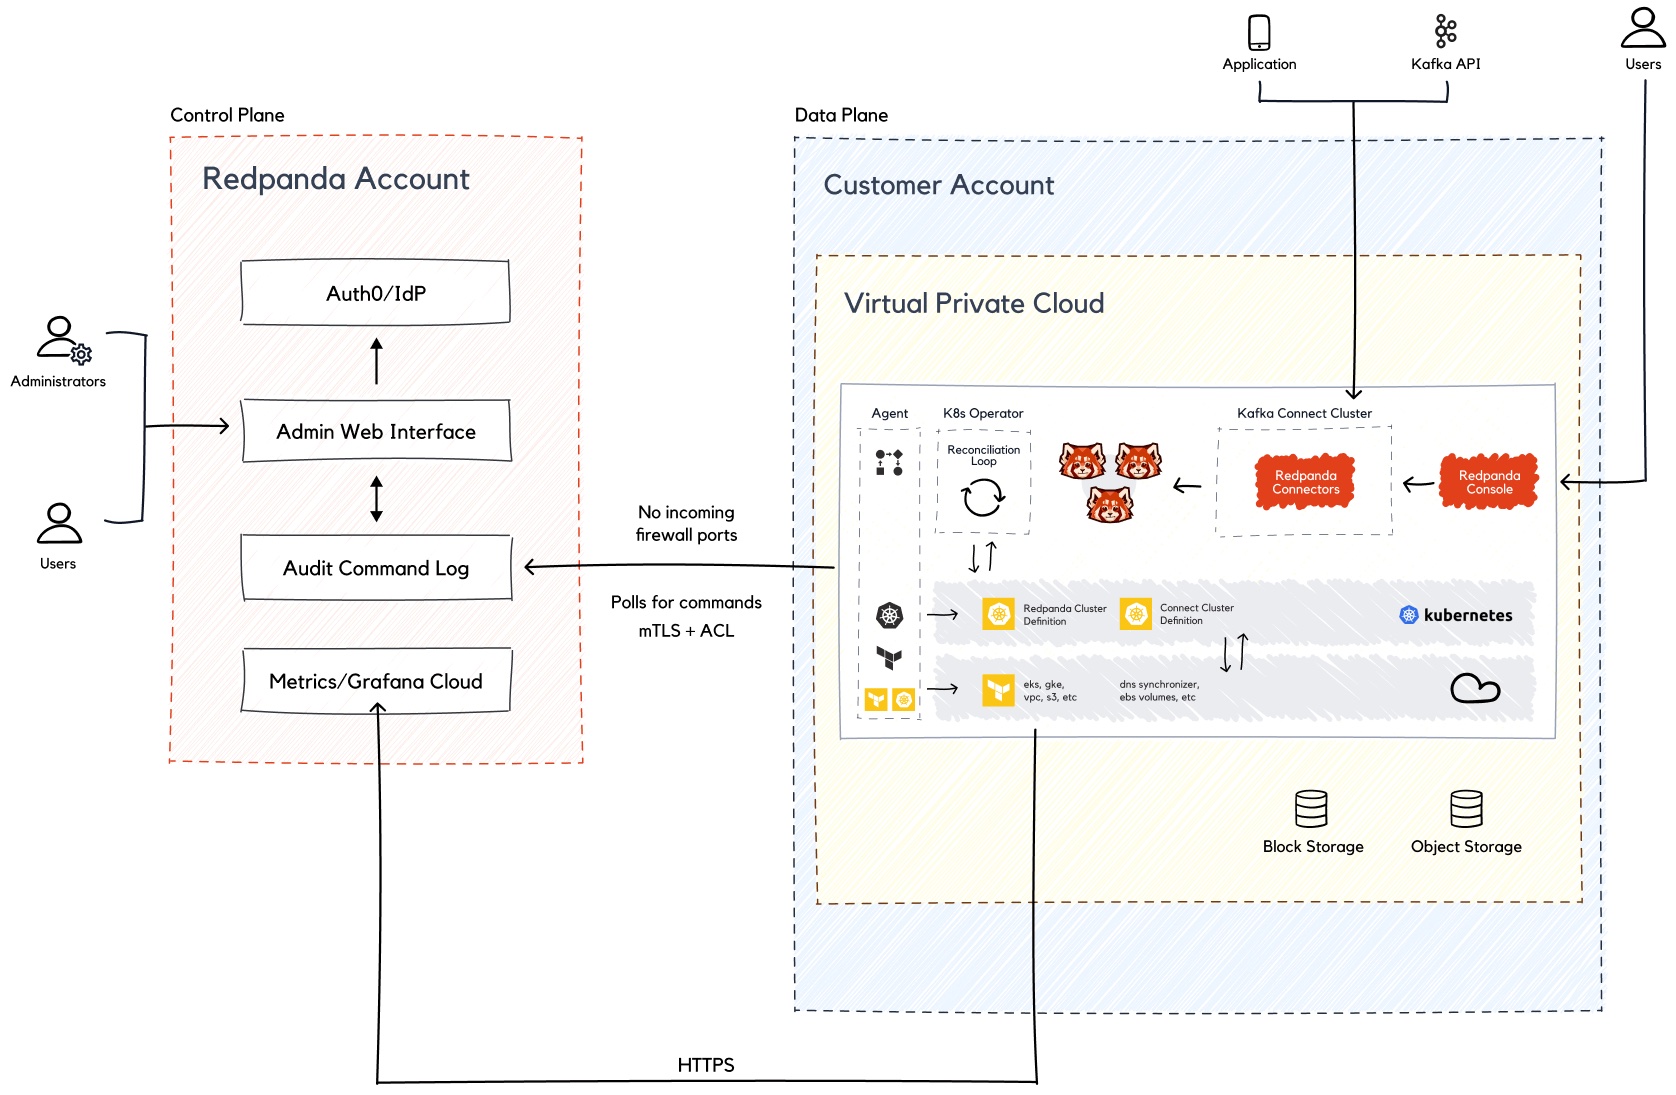 Application
Kafka API
Users
Control Plane
Redpanda Account
Auth0/IdP
Admin Web Interface
Audit Command Log
Metrics/Grafana Cloud
Administrators
Users
No incoming
firewall ports
Polls for commands
mTLS + ACL
HTTPS
Data Plane
Customer Account
Virtual Private Cloud
Agent
K8s Operator
Reconciliation
Loop
Kafka Connect Cluster
Redpanda
Connectors
Redpanda
Console
Redpanda Cluster
Definition
Connect Cluster
Definition
kubernetes
eks, gke,
vpc, s3, etc
dns synchronizer,
ebs volumes, etc
Block Storage
Object Storage